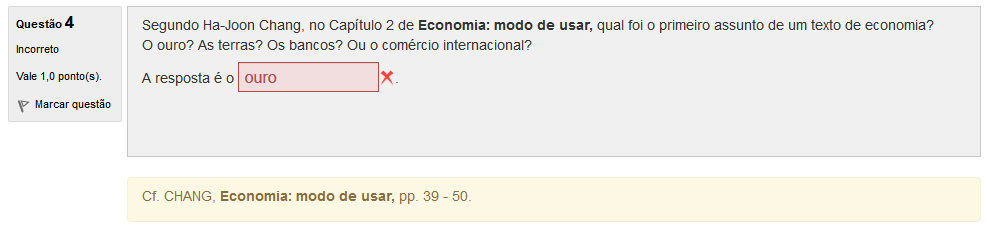 Questão 4
Incorreto
Vale 1,0 ponto(s).
Marcar questão
Segundo Ha-Joon Chang, no Capítulo 2 de Economia: modo de usar, qual foi o primeiro assunto de um texto de economia?
O ouro? As terras? Os bancos? Ou o comércio internacional?
A resposta é o ouro .
Cf. CHANG, Economia: modo de usar, pp. 39 - 50.